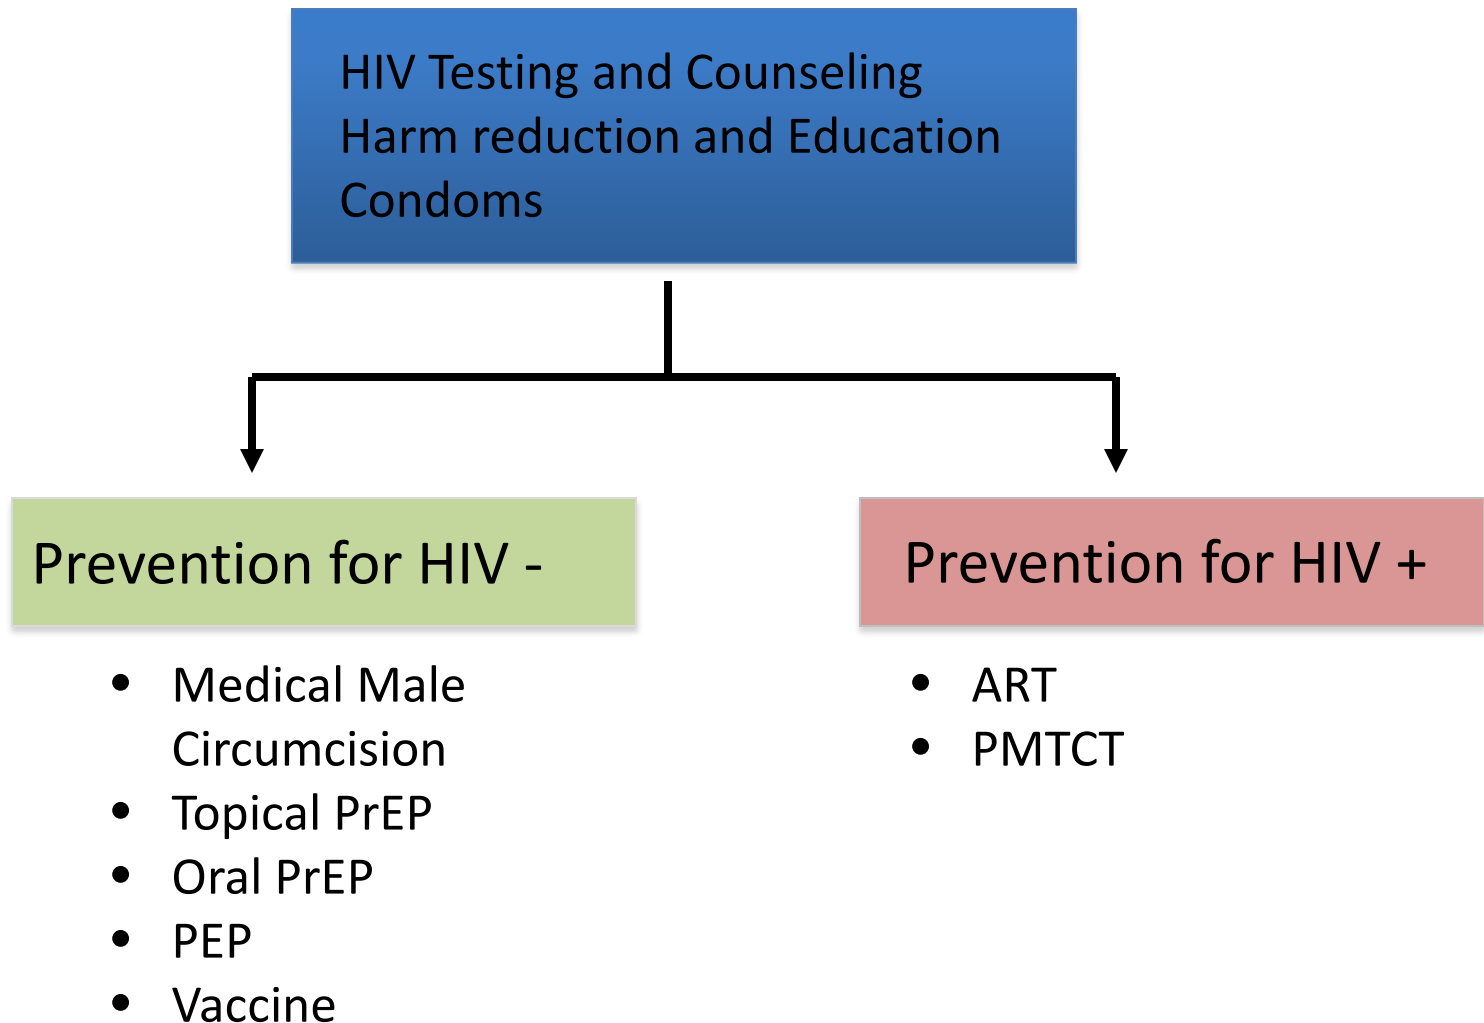 HIV Testing and Counseling
Harm reduction and Education
Condoms
Prevention for HIV -
• Medical Male
Circumcision
• Topical PrEP
• Oral PrEP
• PEP
• Vaccine
Prevention for HIV +
• ART
• PMTCT